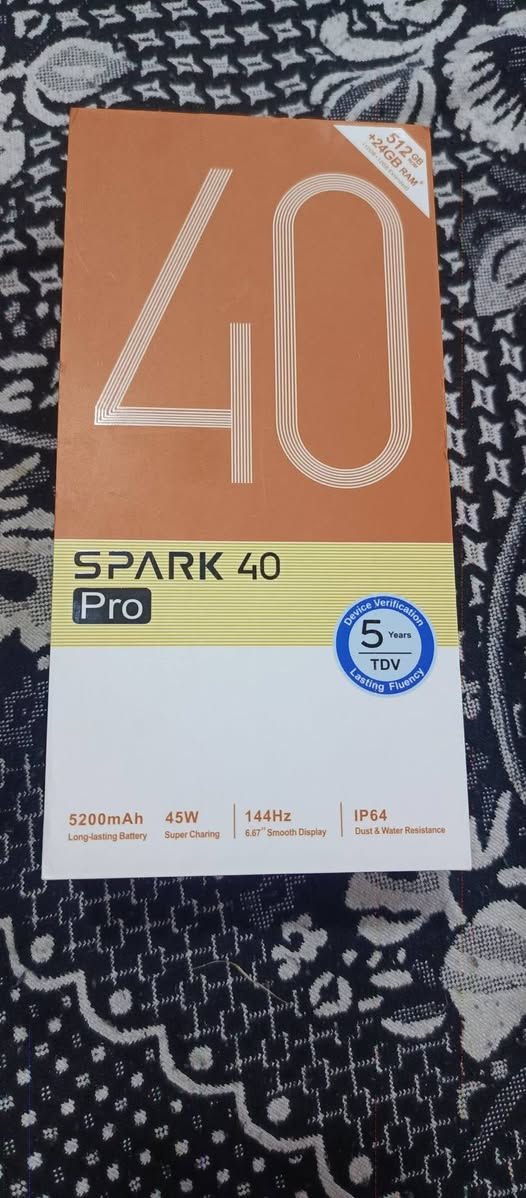 40
512GB
ROM
+24GB RAM*
SPARK 40
Pro
Device Verification
5 Years
TDV
Lasting Fluency
5200mAh
Long-lasting Battery
45W
Super Charing
144Hz
6.67" Smooth Display
IP64
Dust & Water Resistance